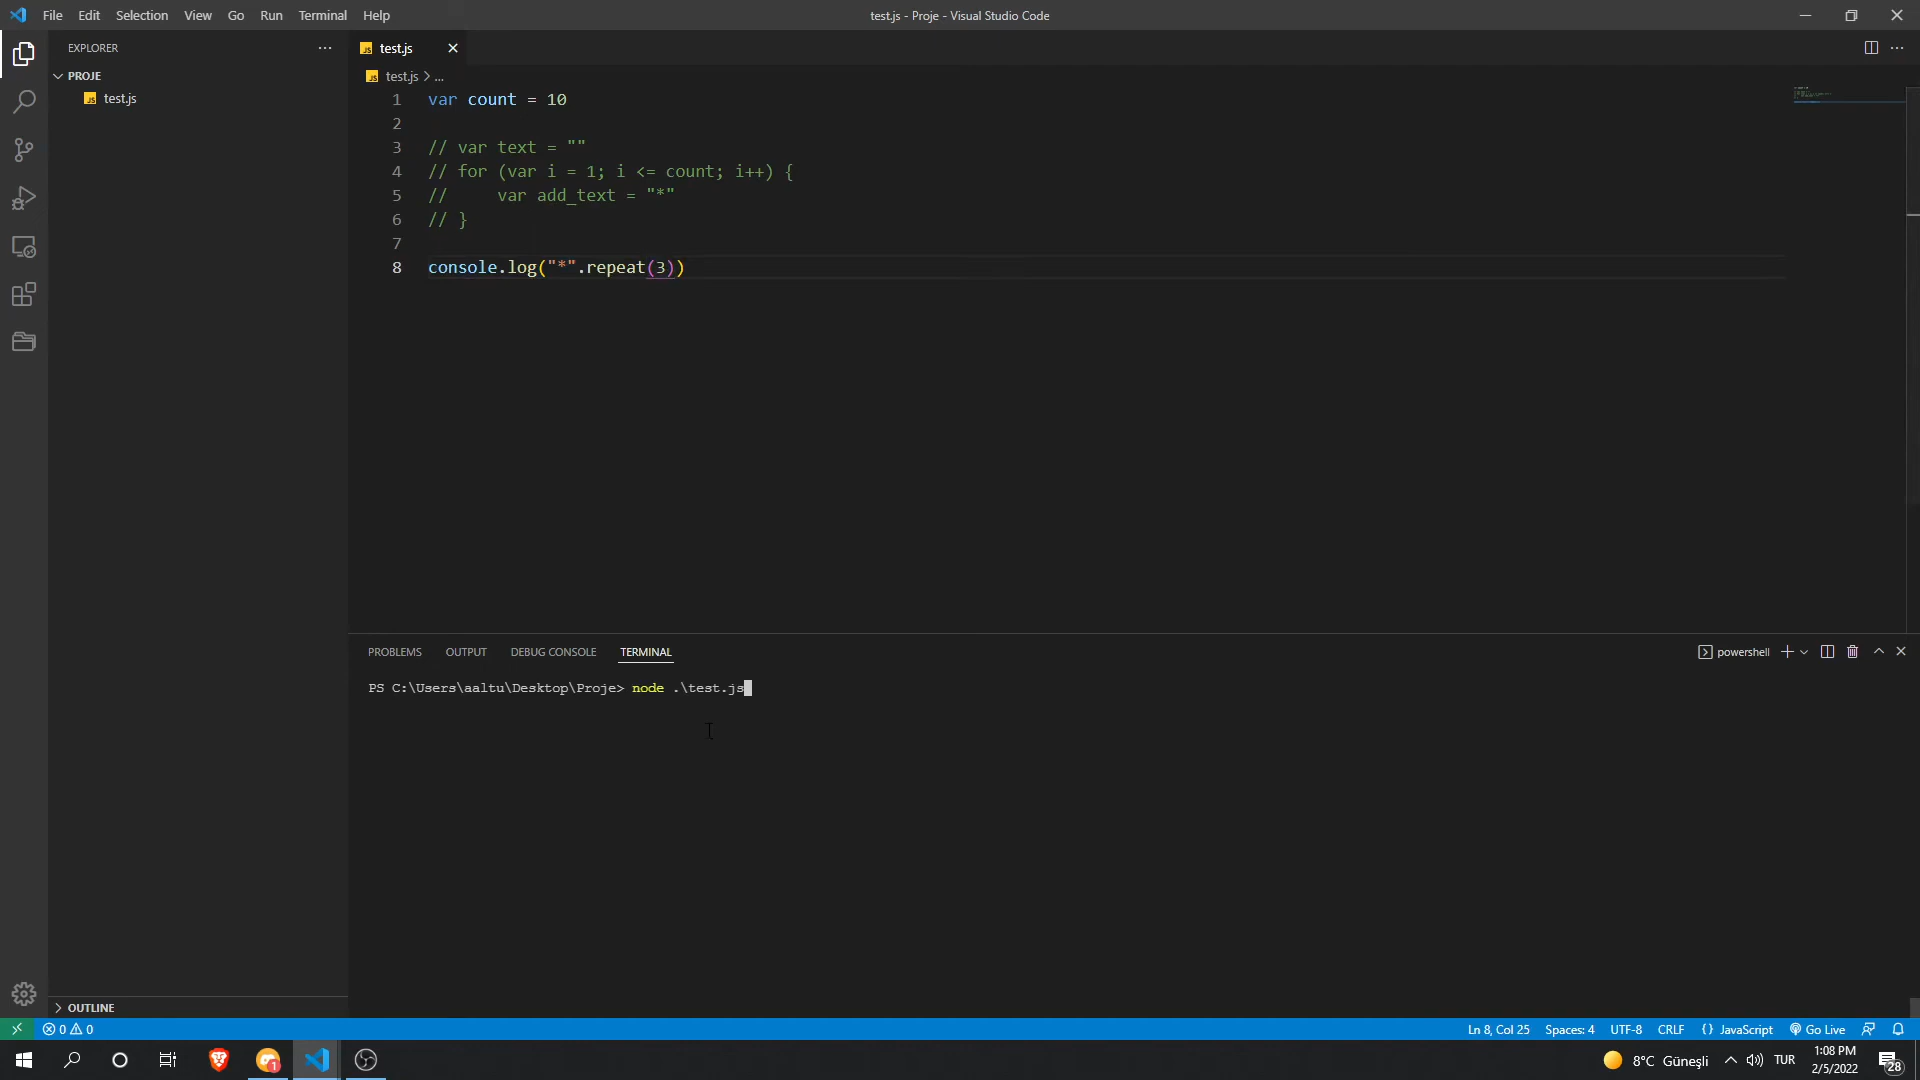 File Edit Selection View Go Run Terminal Help
test.js - Proje - Visual Studio Code
EXPLORER
PROJE
JS test.js
JS test.js
JS test.js > ...
1 var count = 10
2
3 // var text = ""
4 // for (var i = 1; i <= count; i++) {
5 //     var add_text = "*"
6 // }
7
8 console.log("*".repeat(3))
PROBLEMS OUTPUT DEBUG CONSOLE TERMINAL
powershell
PS C:\Users\aaltu\Desktop\Proje> node .\test.js
OUTLINE
0 0
Ln 8, Col 25 Spaces: 4 UTF-8 CRLF {} JavaScript Go Live
1
8°C Güneşli
TUR
1:08 PM
2/5/2022
28